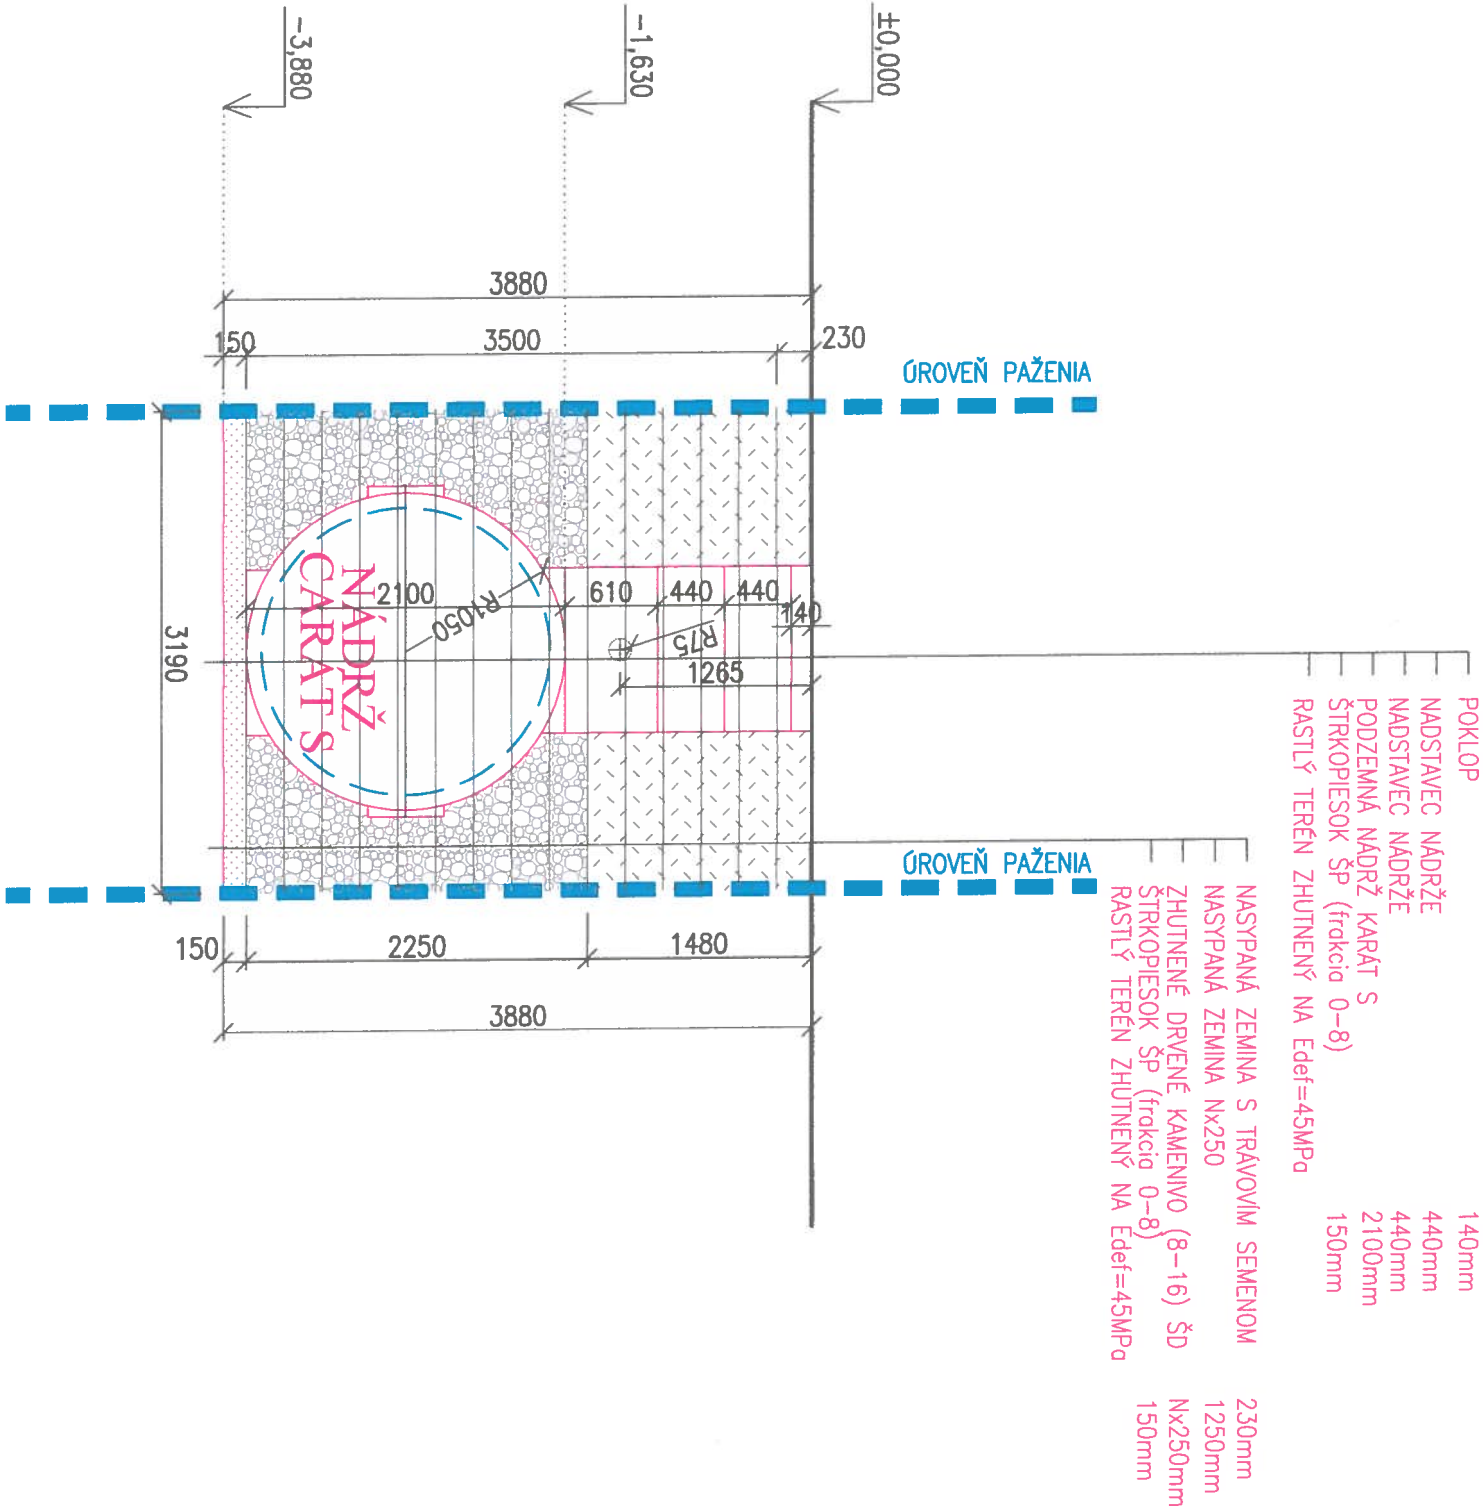 ±0,000
-1,630
-3,880
3880
150
3500
230
ÚROVEŇ PAŽENIA
2100
R1050
610
440
440
140
R75
1265
NÁDRŽ
CARAT S
3190
ÚROVEŇ PAŽENIA
150
2250
1480
3880
POKLOP 140mm
NADSTAVEC NÁDRŽE 440mm
NADSTAVEC NÁDRŽE 440mm
PODZEMNÁ NÁDRŽ KARÁT S 2100mm
ŠTRKOPIESOK ŠP (frakcia 0-8) 150mm
RASTLÝ TERÉN ZHUTNENÝ NA Edef=45MPa
NASYPANÁ ZEMINA S TRÁVOVÍM SEMENOM 230mm
NASYPANÁ ZEMINA Nx250 1250mm
ZHUTNENÉ DRVENÉ KAMENIVO (8-16) ŠD Nx250mm
ŠTRKOPIESOK ŠP (frakcia 0-8) 150mm
RASTLÝ TERÉN ZHUTNENÝ NA Edef=45MPa